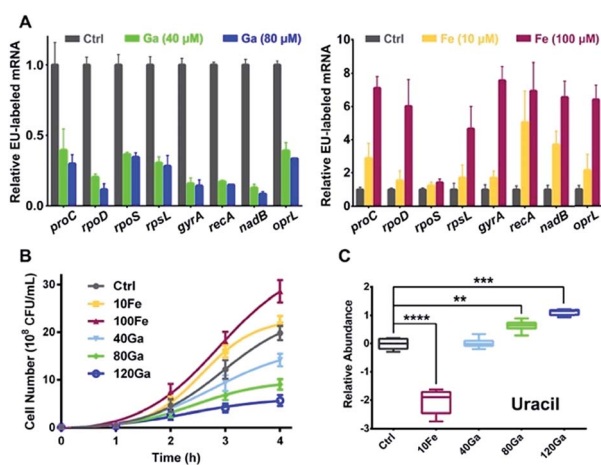 A
Ctrl Ga (40 μM) Ga (80 μM)
Relative EU-labeled mRNA
1.0
0.5
0.0
proC rpoD rpoS rpsL gyrA recA nadB oprL
Ctrl Fe (10 μM) Fe (100 μM)
Relative EU-labeled mRNA
10
8
6
4
2
0
proC rpoD rpoS rpsL gyrA recA nadB oprL
B
Cell Number (10⁸ CFU/mL)
30
20
10
0
Ctrl
10Fe
100Fe
40Ga
80Ga
120Ga
0 1 2 3 4
Time (h)
C
Relative Abundance
2
1
0
-1
-2
-3
***
**
****
Uracil
Ctrl 10Fe 40Ga 80Ga 120Ga